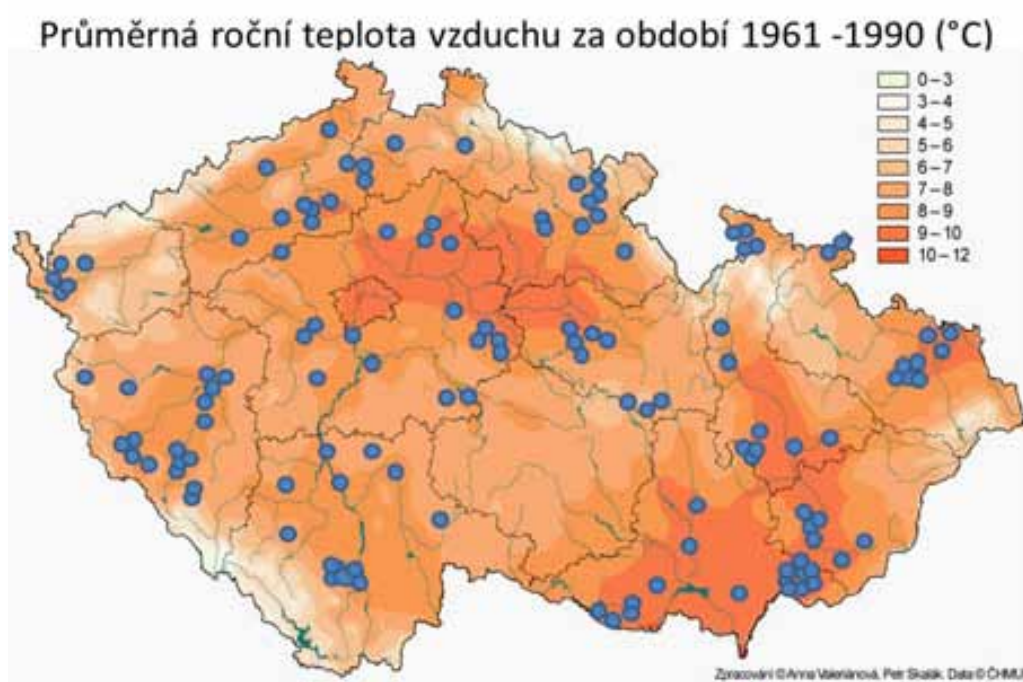 Průměrná roční teplota vzduchu za období 1961 -1990 (°C)
0 – 3
3 – 4
4 – 5
5 – 6
6 – 7
7 – 8
8 – 9
9 – 10
10 – 12
Zpracování © Anna Valeriánová, Petr Skalák. Data © ČHMÚ